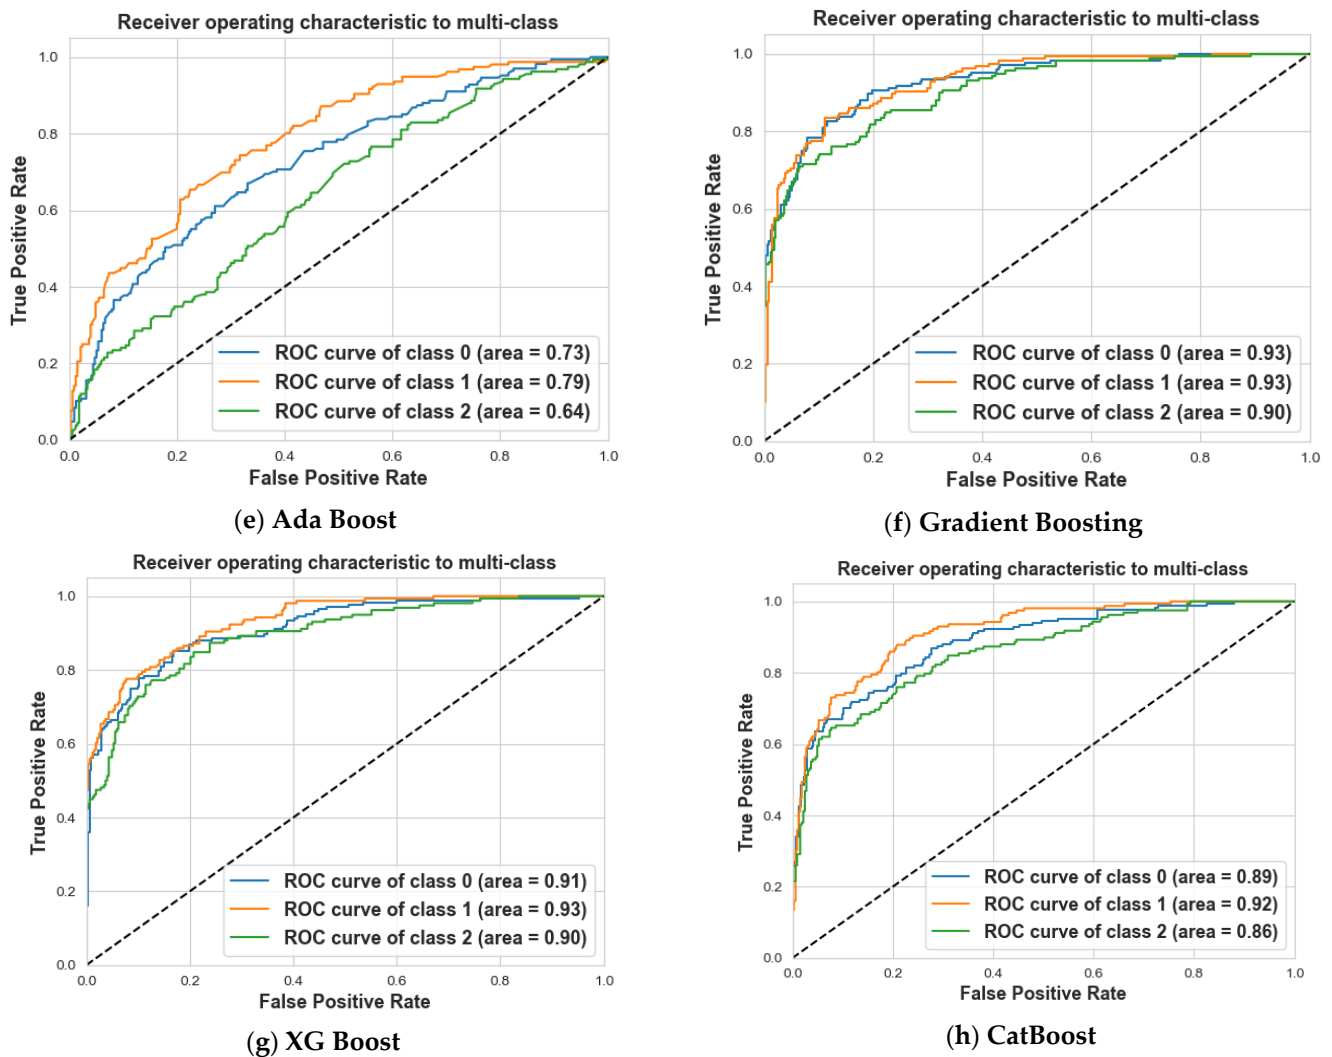 Receiver operating characteristic to multi-class
1.0
0.8
0.6
0.4
0.2
0.0
True Positive Rate
ROC curve of class 0 (area = 0.73)
ROC curve of class 1 (area = 0.79)
ROC curve of class 2 (area = 0.64)
0.0 0.2 0.4 0.6 0.8 1.0
False Positive Rate
(e) Ada Boost
Receiver operating characteristic to multi-class
1.0
0.8
0.6
0.4
0.2
0.0
True Positive Rate
ROC curve of class 0 (area = 0.93)
ROC curve of class 1 (area = 0.93)
ROC curve of class 2 (area = 0.90)
0.0 0.2 0.4 0.6 0.8 1.0
False Positive Rate
(f) Gradient Boosting
Receiver operating characteristic to multi-class
1.0
0.8
0.6
0.4
0.2
0.0
True Positive Rate
ROC curve of class 0 (area = 0.91)
ROC curve of class 1 (area = 0.93)
ROC curve of class 2 (area = 0.90)
0.0 0.2 0.4 0.6 0.8 1.0
False Positive Rate
(g) XG Boost
Receiver operating characteristic to multi-class
1.0
0.8
0.6
0.4
0.2
0.0
True Positive Rate
ROC curve of class 0 (area = 0.89)
ROC curve of class 1 (area = 0.92)
ROC curve of class 2 (area = 0.86)
0.0 0.2 0.4 0.6 0.8 1.0
False Positive Rate
(h) CatBoost